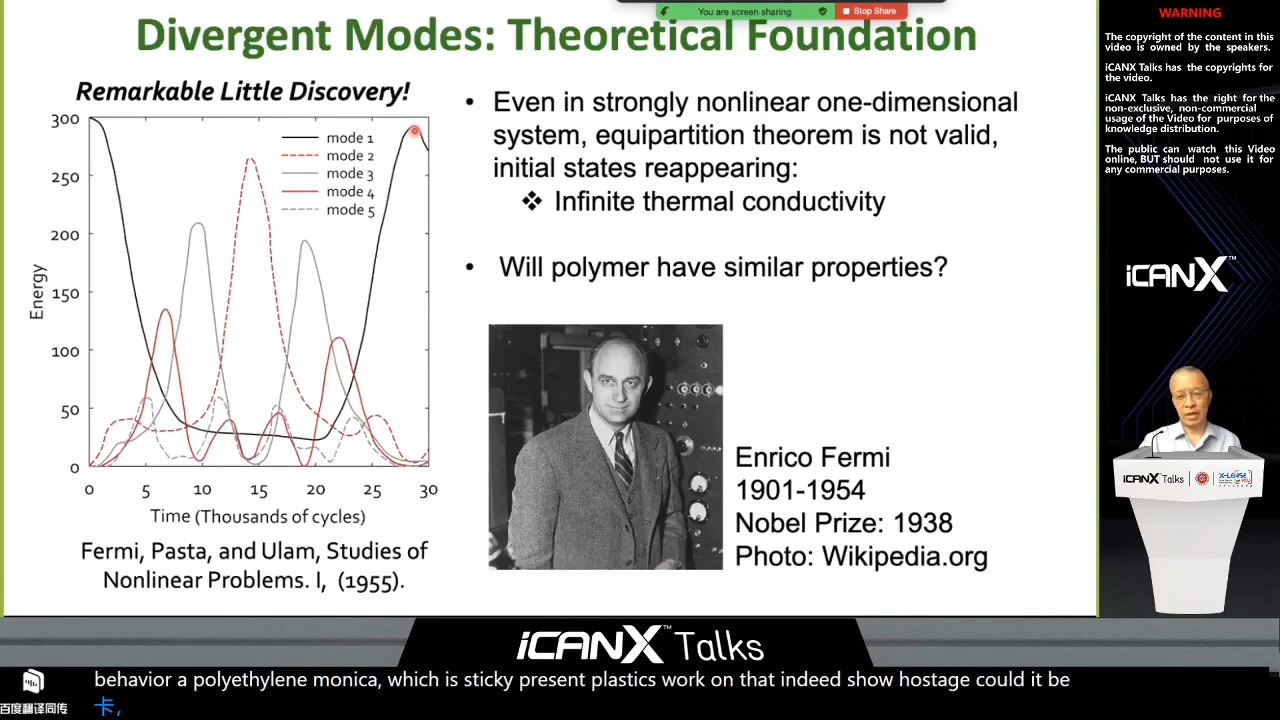 You are screen sharing
Stop Share
Divergent Modes: Theoretical Foundation
Remarkable Little Discovery!
300
250
200
150
100
50
0
Energy
mode 1
mode 2
mode 3
mode 4
mode 5
0 5 10 15 20 25 30
Time (Thousands of cycles)
Fermi, Pasta, and Ulam, Studies of
Nonlinear Problems. I, (1955).
• Even in strongly nonlinear one-dimensional
system, equipartition theorem is not valid,
initial states reappearing:
❖ Infinite thermal conductivity
• Will polymer have similar properties?
Enrico Fermi
1901-1954
Nobel Prize: 1938
Photo: Wikipedia.org
WARNING
The copyright of the content in this
video is owned by the speakers.
iCANX Talks has the copyrights for
the video.
iCANX Talks has the right for the
non-exclusive, non-commercial
usage of the Video for purposes of
knowledge distribution.
The public can watch this Video
online, BUT should not use it for
any commercial purposes.
iCANX™
iCANX Talks
X-LENSE
iCANX™ Talks
behavior a polyethylene monica, which is sticky present plastics work on that indeed show hostage could it be
卡,
百度翻译同传